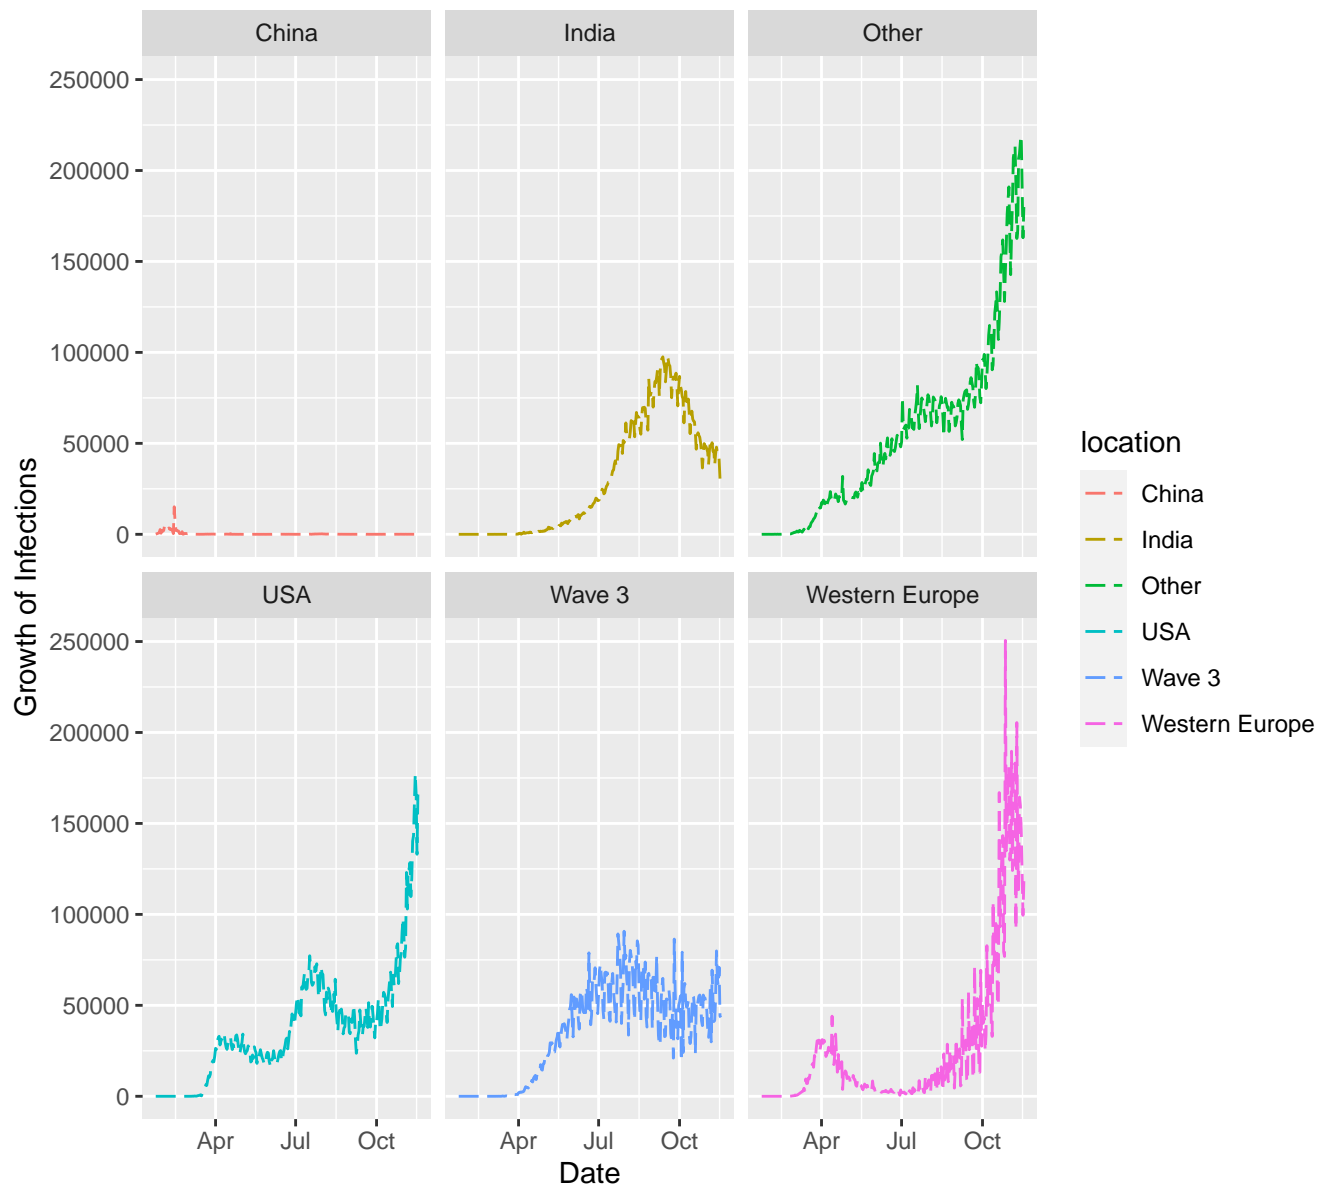 China
India
Other
250000
200000
150000
100000
50000
0
USA
Wave 3
Western Europe
250000
200000
150000
100000
50000
0
Apr
Jul
Oct
Apr
Jul
Oct
Apr
Jul
Oct
Date
Growth of Infections
location
China
India
Other
USA
Wave 3
Western Europe